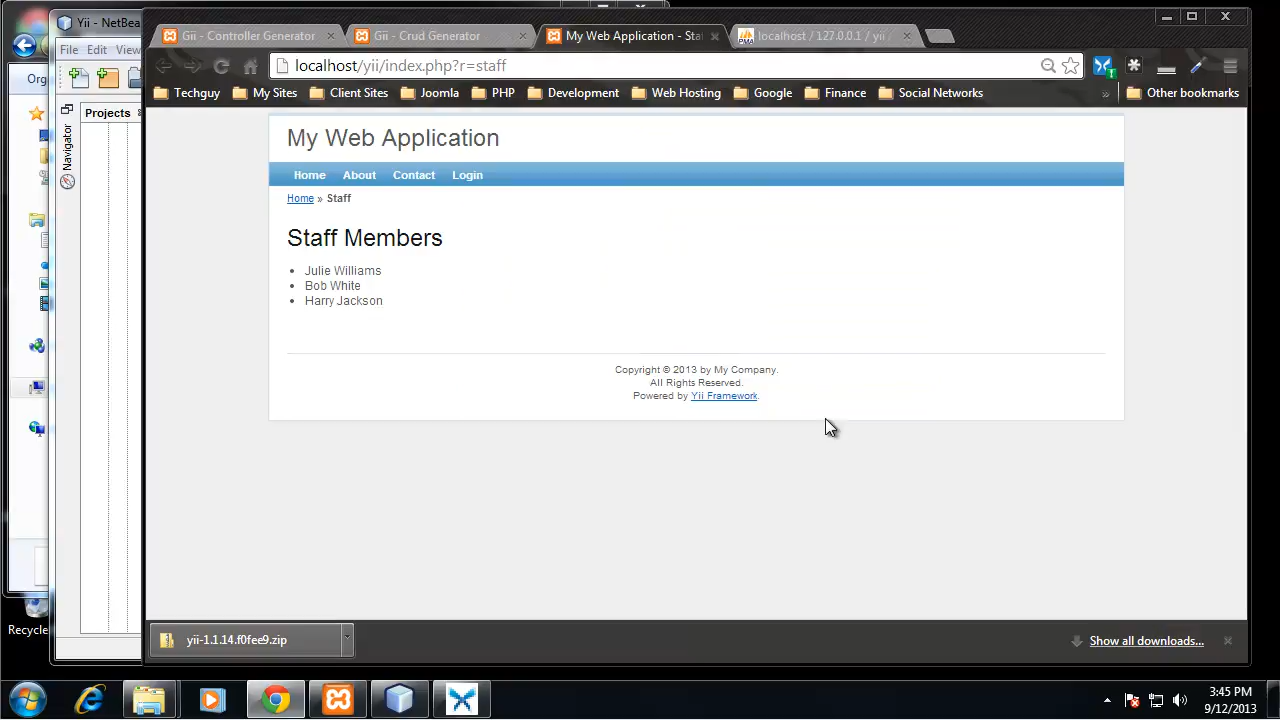 Yii - NetBea
Gii - Controller Generator
Gii - Crud Generator
My Web Application - Sta
localhost / 127.0.0.1 / yii
File Edit View
localhost/yii/index.php?r=staff
Orga
Techguy My Sites Client Sites Joomla PHP Development Web Hosting Google Finance Social Networks » Other bookmarks
Projects
Navigator
My Web Application
Home About Contact Login
Home » Staff
Staff Members
• Julie Williams
• Bob White
• Harry Jackson
Copyright © 2013 by My Company.
All Rights Reserved.
Powered by Yii Framework.
Recycle
yii-1.1.14.f0fee9.zip
Show all downloads...
3:45 PM
9/12/2013